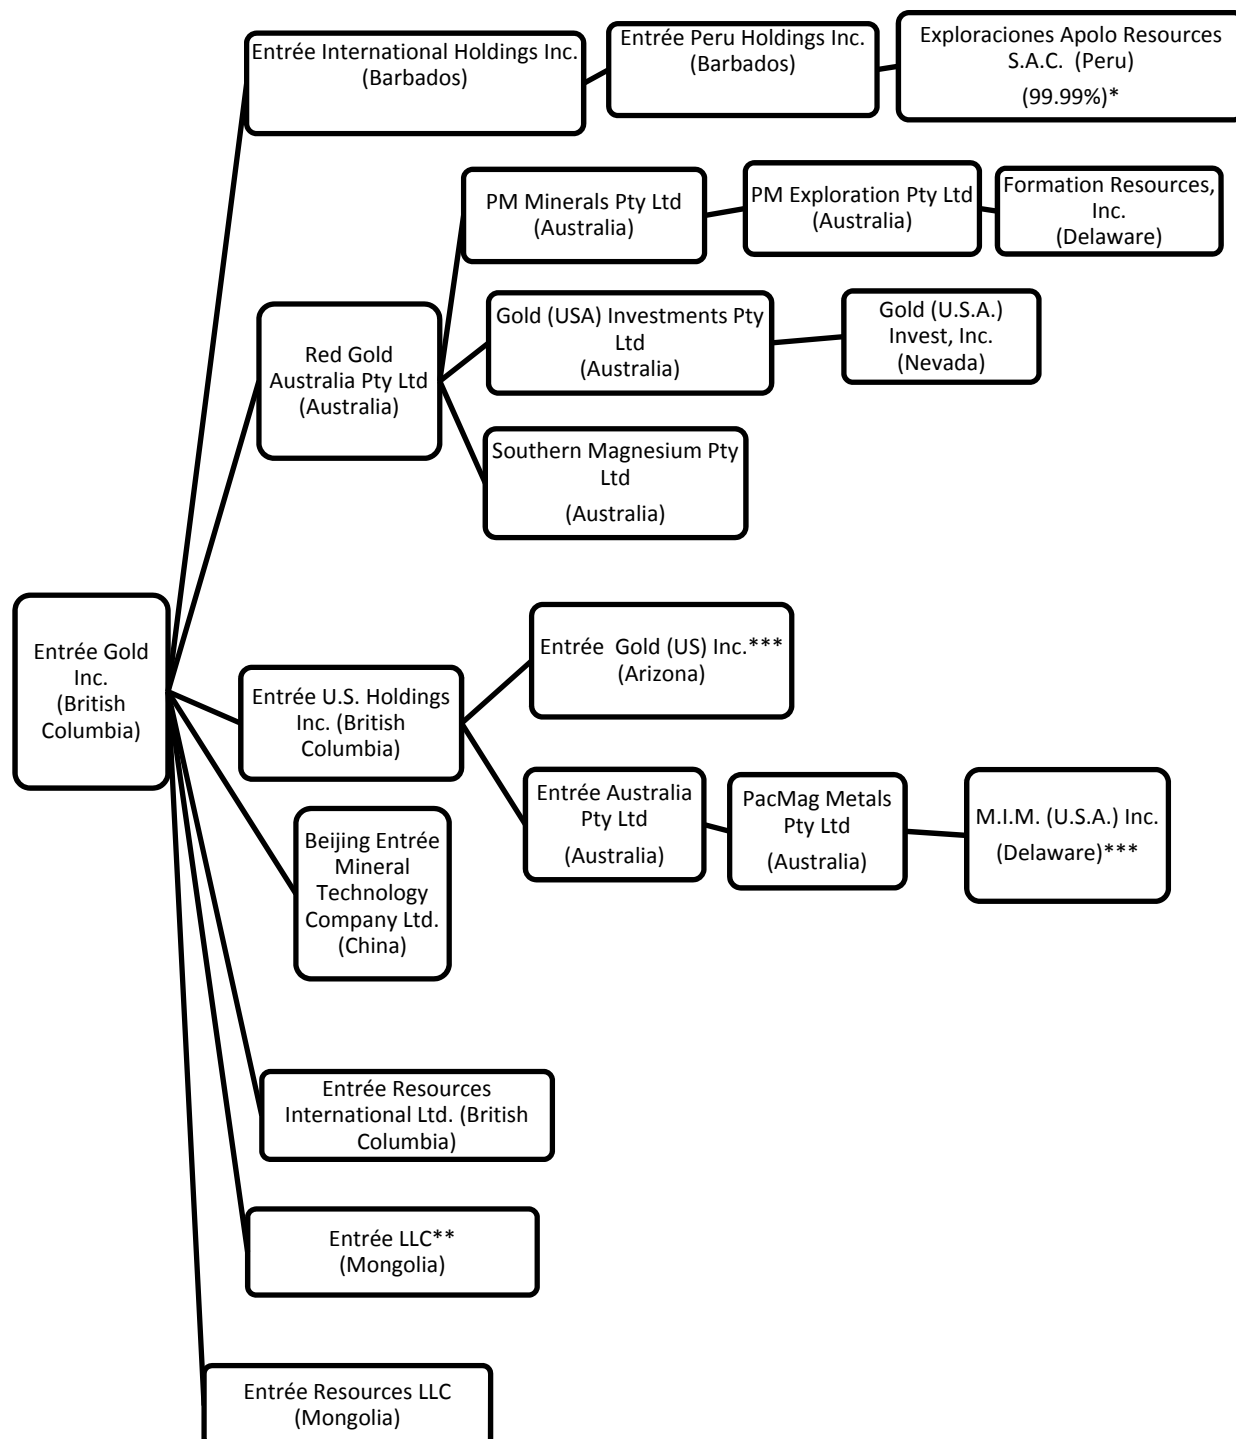 Entrée International Holdings Inc.
(Barbados)
Entrée Peru Holdings Inc.
(Barbados)
Exploraciones Apolo Resources
S.A.C. (Peru)
(99.99%)*
PM Minerals Pty Ltd
(Australia)
PM Exploration Pty Ltd
(Australia)
Formation Resources,
Inc.
(Delaware)
Red Gold
Australia Pty Ltd
(Australia)
Gold (USA) Investments Pty
Ltd
(Australia)
Gold (U.S.A.)
Invest, Inc.
(Nevada)
Southern Magnesium Pty
Ltd
(Australia)
Entrée Gold
Inc.
(British
Columbia)
Entrée U.S. Holdings
Inc. (British
Columbia)
Entrée  Gold (US) Inc.***
(Arizona)
Entrée Australia
Pty Ltd
(Australia)
PacMag Metals
Pty Ltd
(Australia)
M.I.M. (U.S.A.) Inc.
(Delaware)***
Beijing Entrée
Mineral
Technology
Company Ltd.
(China)
Entrée Resources
International Ltd. (British
Columbia)
Entrée LLC**
(Mongolia)
Entrée Resources LLC
(Mongolia)